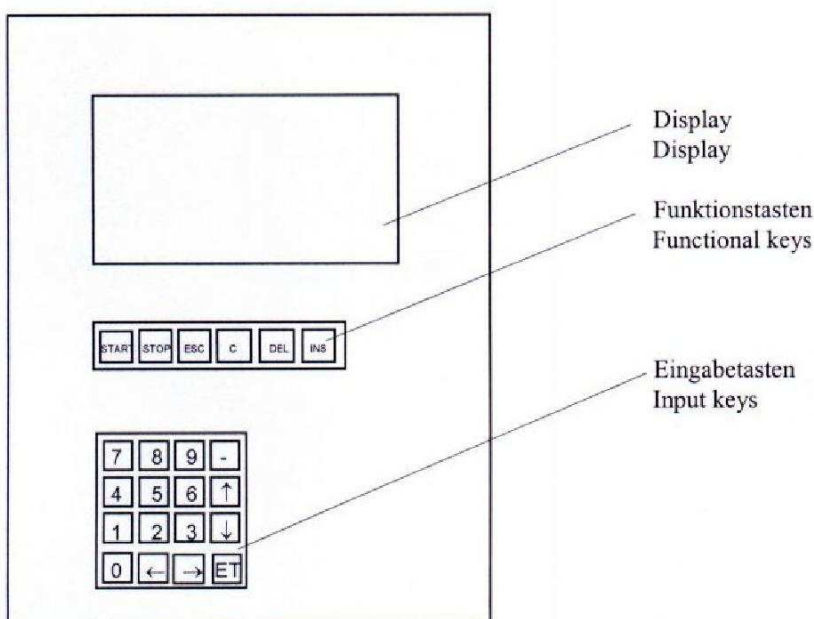 Display
Display
Funktionstasten
Functional keys
START STOP ESC C DEL INS
Eingabetasten
Input keys
7 8 9 -
4 5 6 ↑
1 2 3 ↓
0 ← → ET